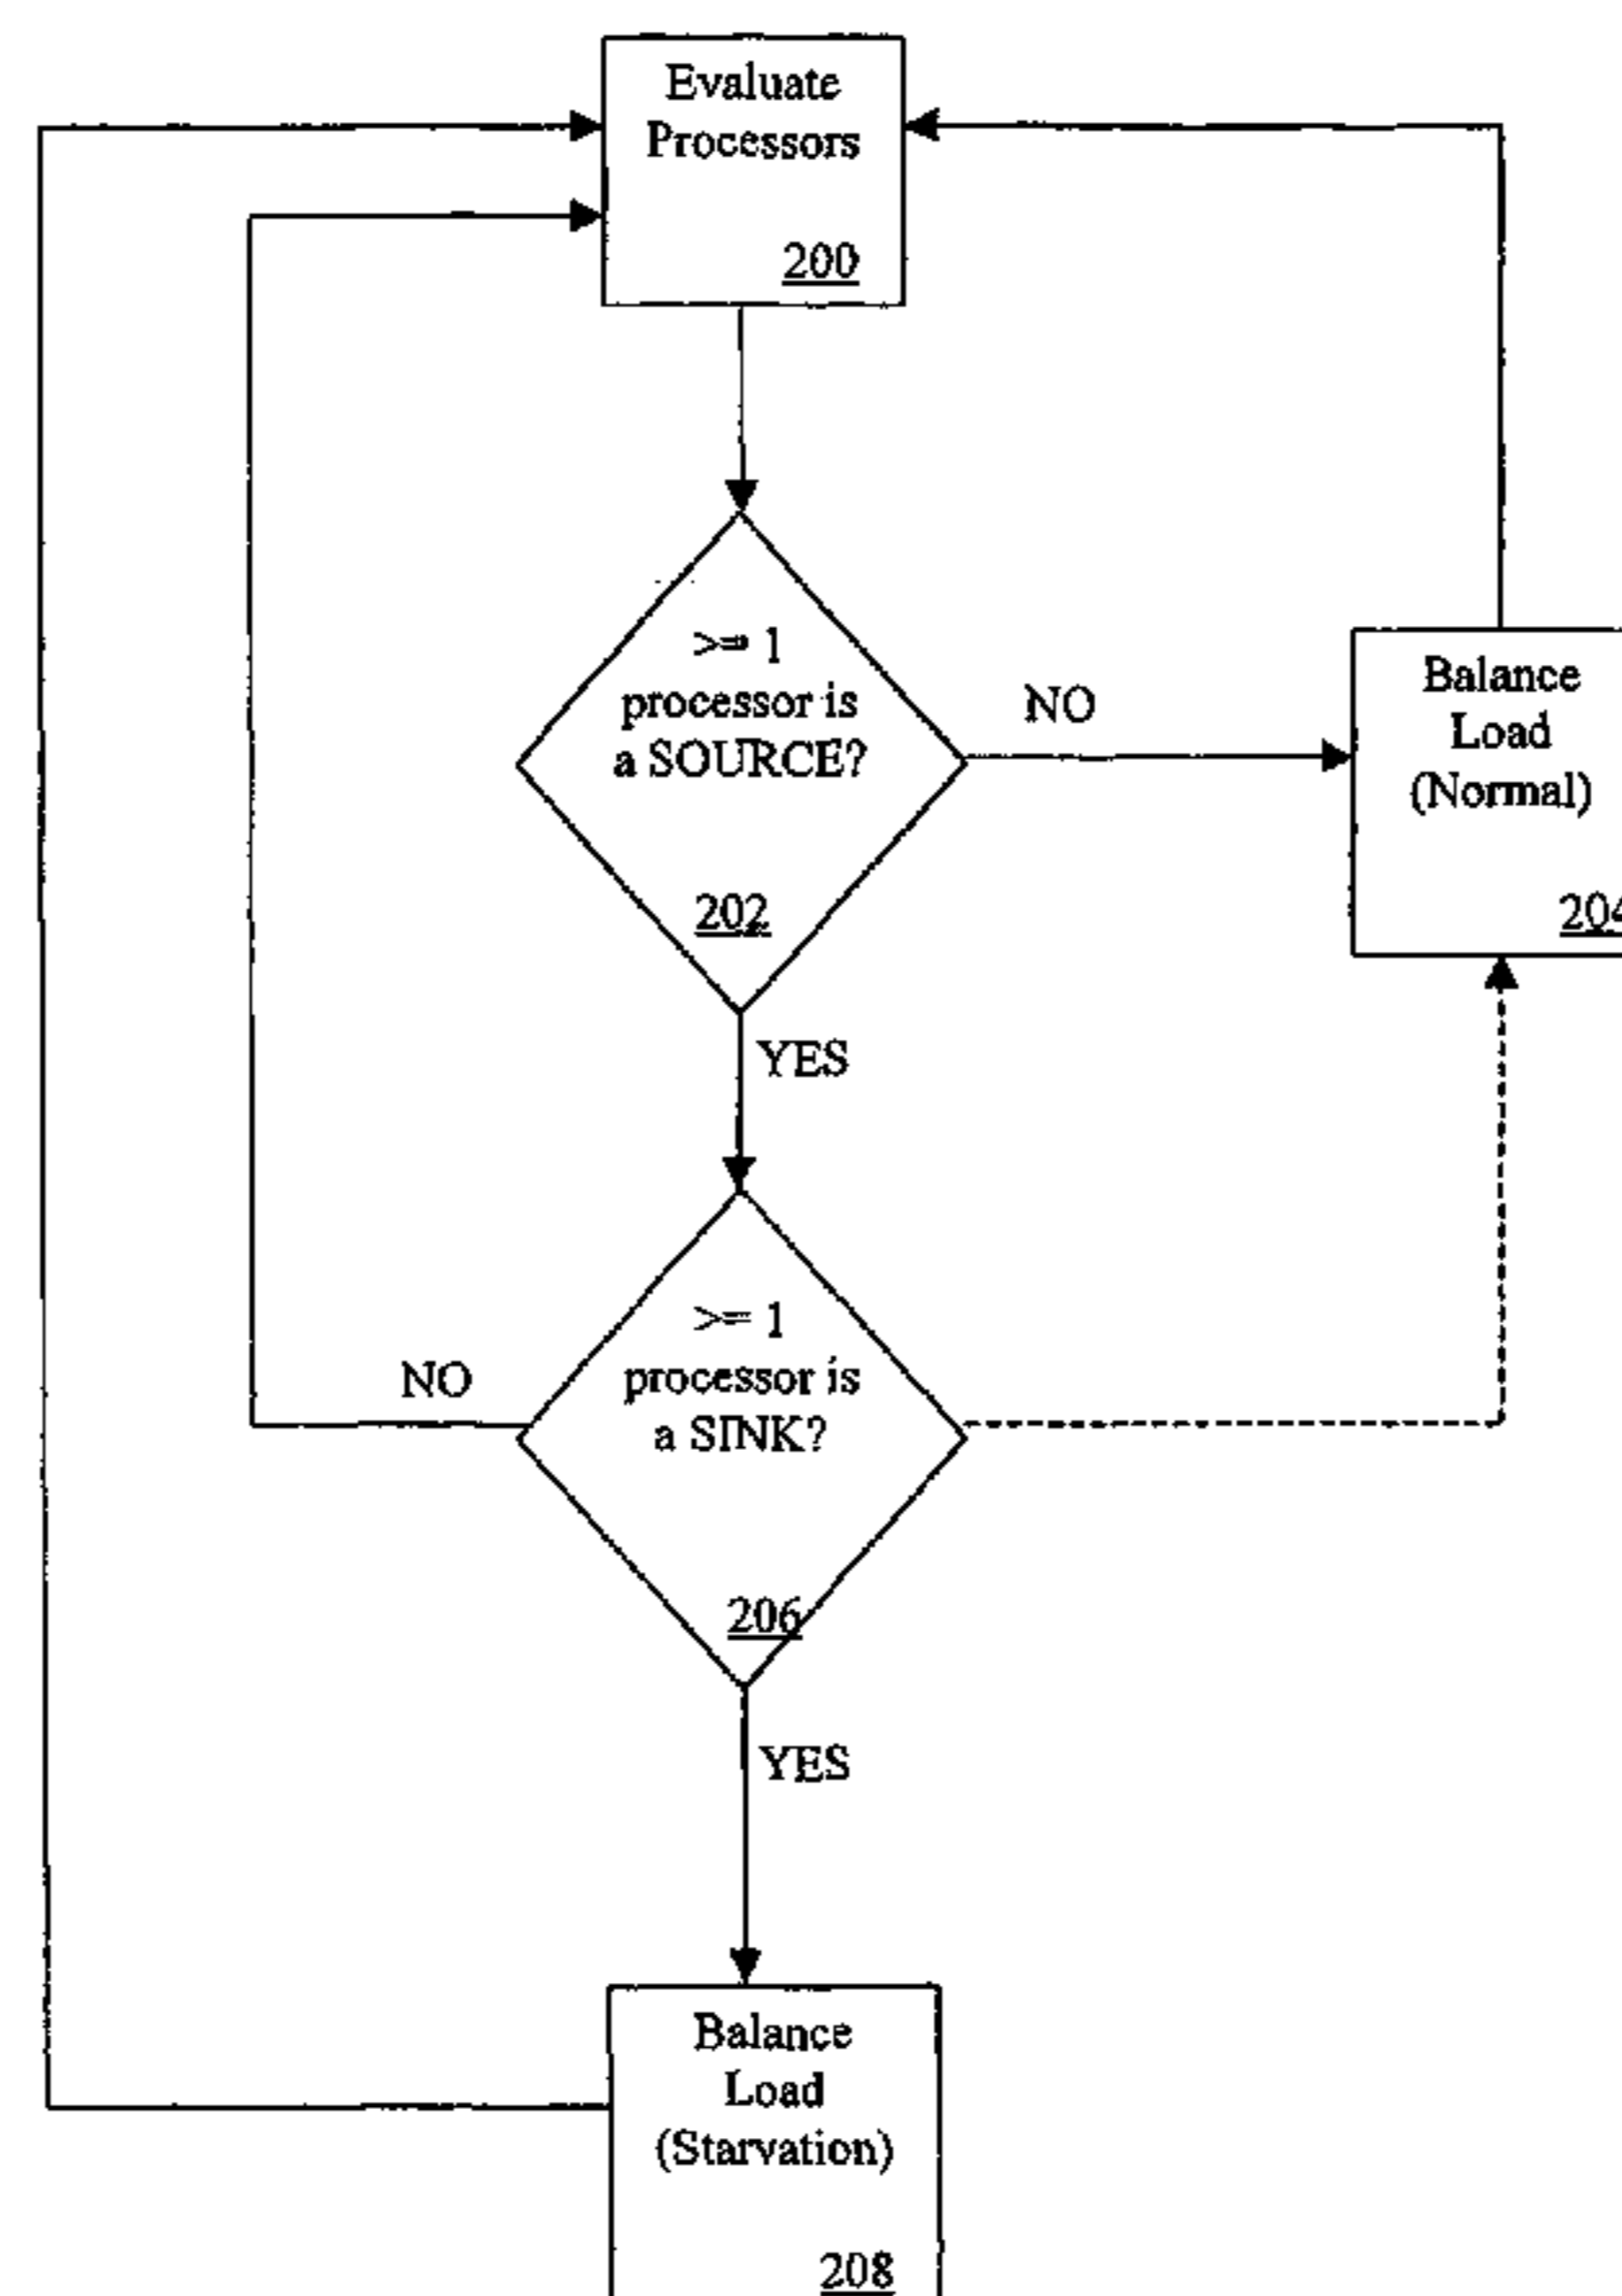 Evaluate
Processors
200
>= 1
processor is
a SOURCE?
202
NO
Balance
Load
(Normal)
204
YES
>= 1
processor is
a SINK?
206
NO
YES
Balance
Load
(Starvation)
208